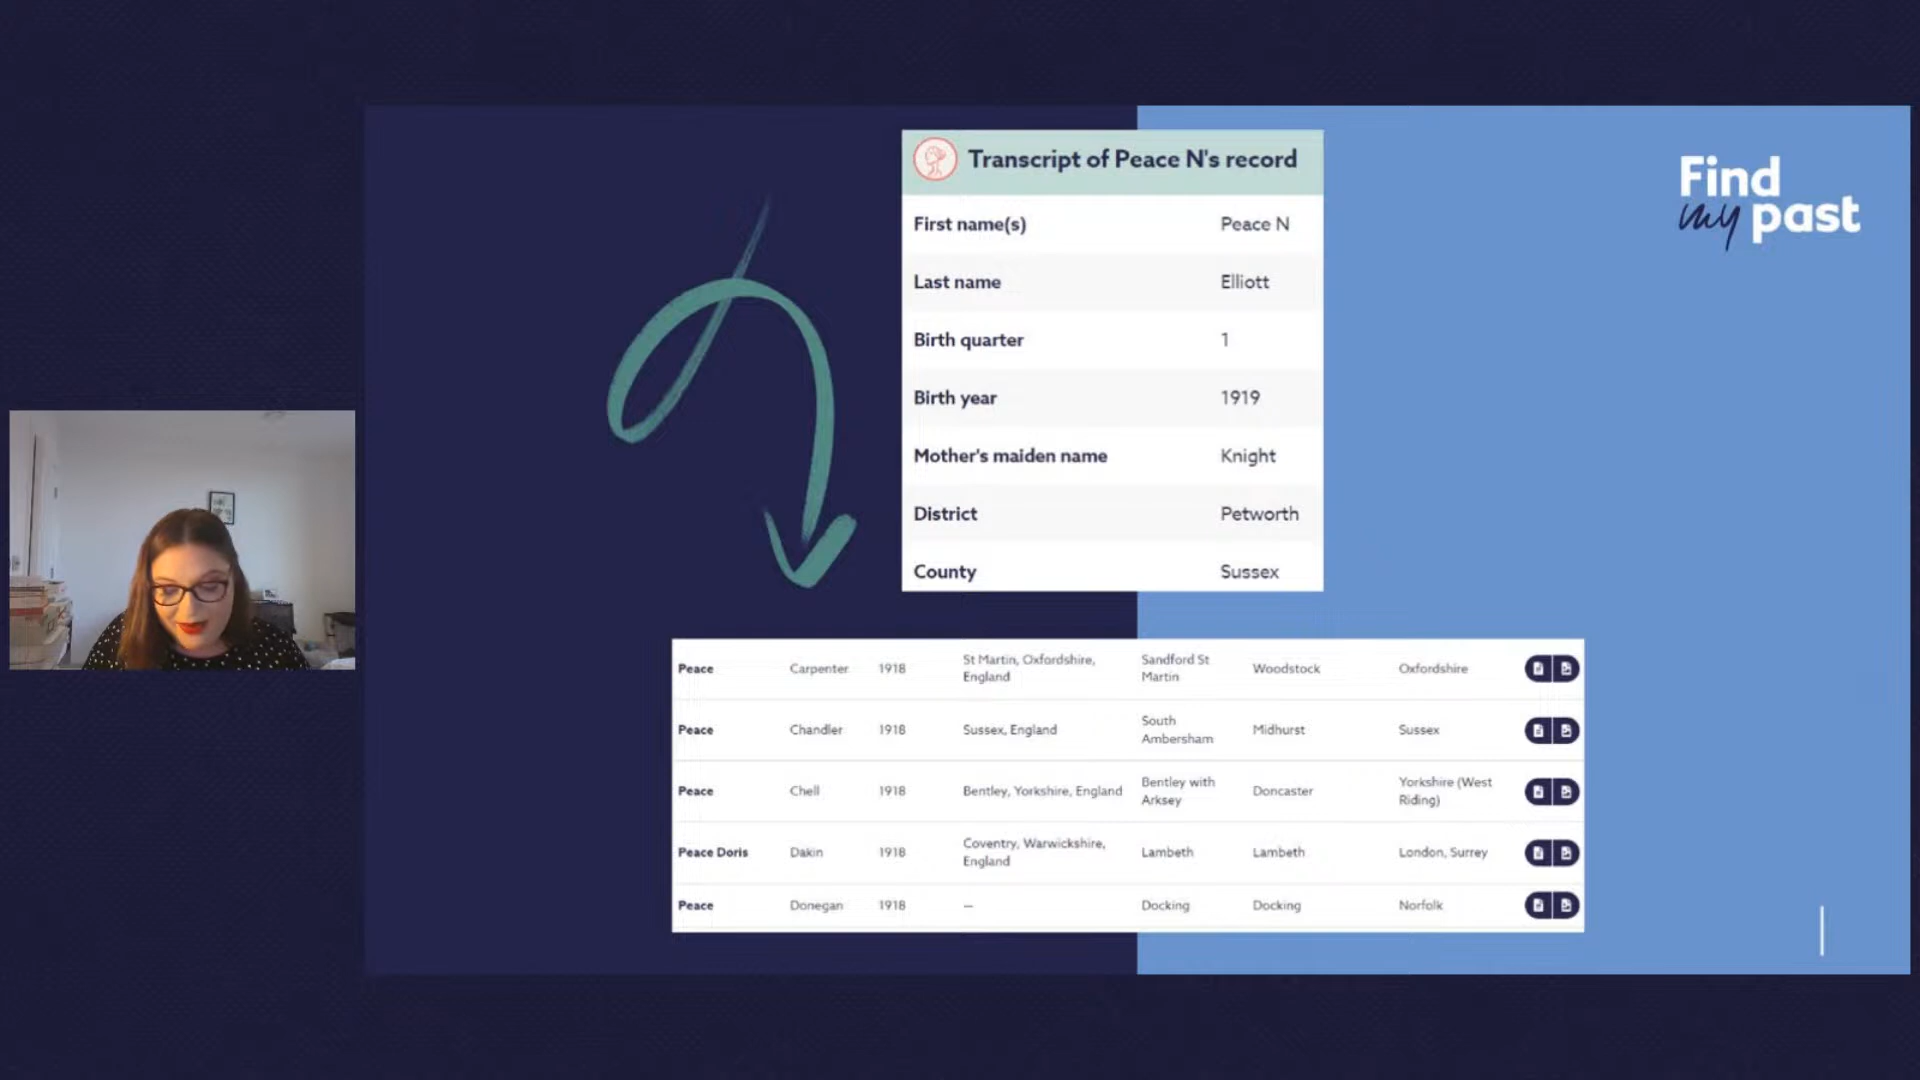 Transcript of Peace N's record
First name(s) Peace N
Last name Elliott
Birth quarter 1
Birth year 1919
Mother's maiden name Knight
District Petworth
County Sussex
Find
my past
Peace Carpenter 1918 St Martin, Oxfordshire, England Sandford St Martin Woodstock Oxfordshire
Peace Chandler 1918 Sussex, England South Ambersham Midhurst Sussex
Peace Chell 1918 Bentley, Yorkshire, England Bentley with Arksey Doncaster Yorkshire (West Riding)
Peace Doris Dakin 1918 Coventry, Warwickshire, England Lambeth Lambeth London, Surrey
Peace Donegan 1918 – Docking Docking Norfolk